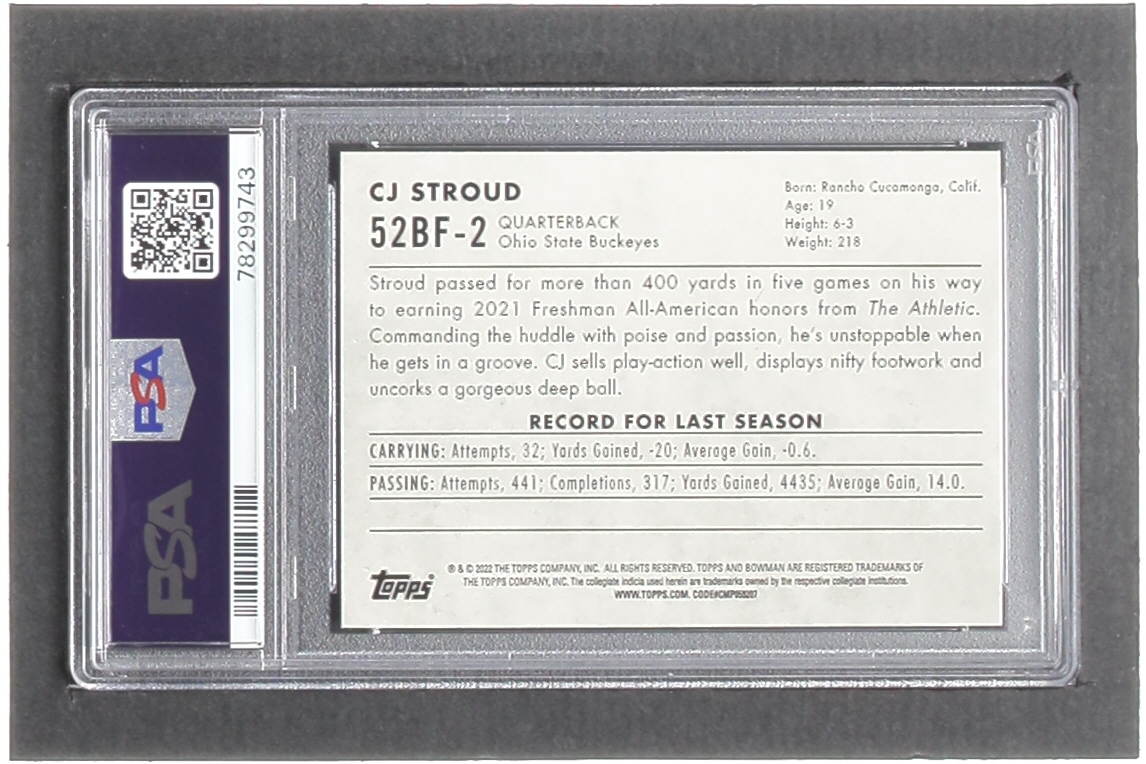 CJ STROUD
52BF-2
QUARTERBACK
Ohio State Buckeyes
Born: Rancho Cucamonga, Calif.
Age: 19
Height: 6-3
Weight: 218
Stroud passed for more than 400 yards in five games on his way
to earning 2021 Freshman All-American honors from The Athletic.
Commanding the huddle with poise and passion, he's unstoppable when
he gets in a groove. CJ sells play-action well, displays nifty footwork and
uncorks a gorgeous deep ball.
RECORD FOR LAST SEASON
CARRYING: Attempts, 32; Yards Gained, -20; Average Gain, -0.6.
PASSING: Attempts, 441; Completions, 317; Yards Gained, 4435; Average Gain, 14.0.
topps
® & © 2022 THE TOPPS COMPANY, INC. ALL RIGHTS RESERVED. TOPPS AND BOWMAN ARE REGISTERED TRADEMARKS OF
THE TOPPS COMPANY, INC. The collegiate indicia used herein are trademarks owned by the respective collegiate institutions.
WWW.TOPPS.COM. CODE#CMP058207
78299743
PSA
PSA